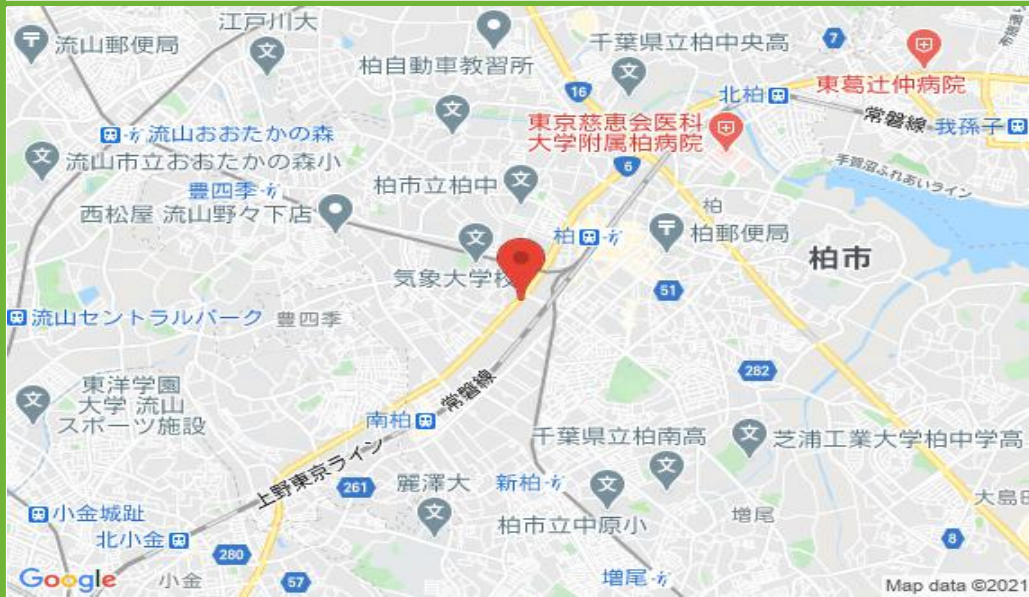 江戸川大
流山郵便局
柏自動車教習所
千葉県立柏中央高
7
東葛辻仲病院
16
北柏
常磐線
我孫子
東京慈恵会医科
大学附属柏病院
流山おおたかの森
流山市立おおたかの森小
6
手賀沼ふれあいライン
豊四季
柏市立柏中
西松屋 流山野々下店
柏
柏
柏郵便局
柏市
気象大学校
51
流山セントラルパーク
豊四季
282
東洋学園
大学 流山
スポーツ施設
常磐線
南柏
千葉県立柏南高
芝浦工業大学柏中学高
上野東京ライン
261
麗澤大
新柏
大島田
小金城趾
柏市立中原小
増尾
北小金
280
8
Google
小金
57
増尾
Map data ©2021